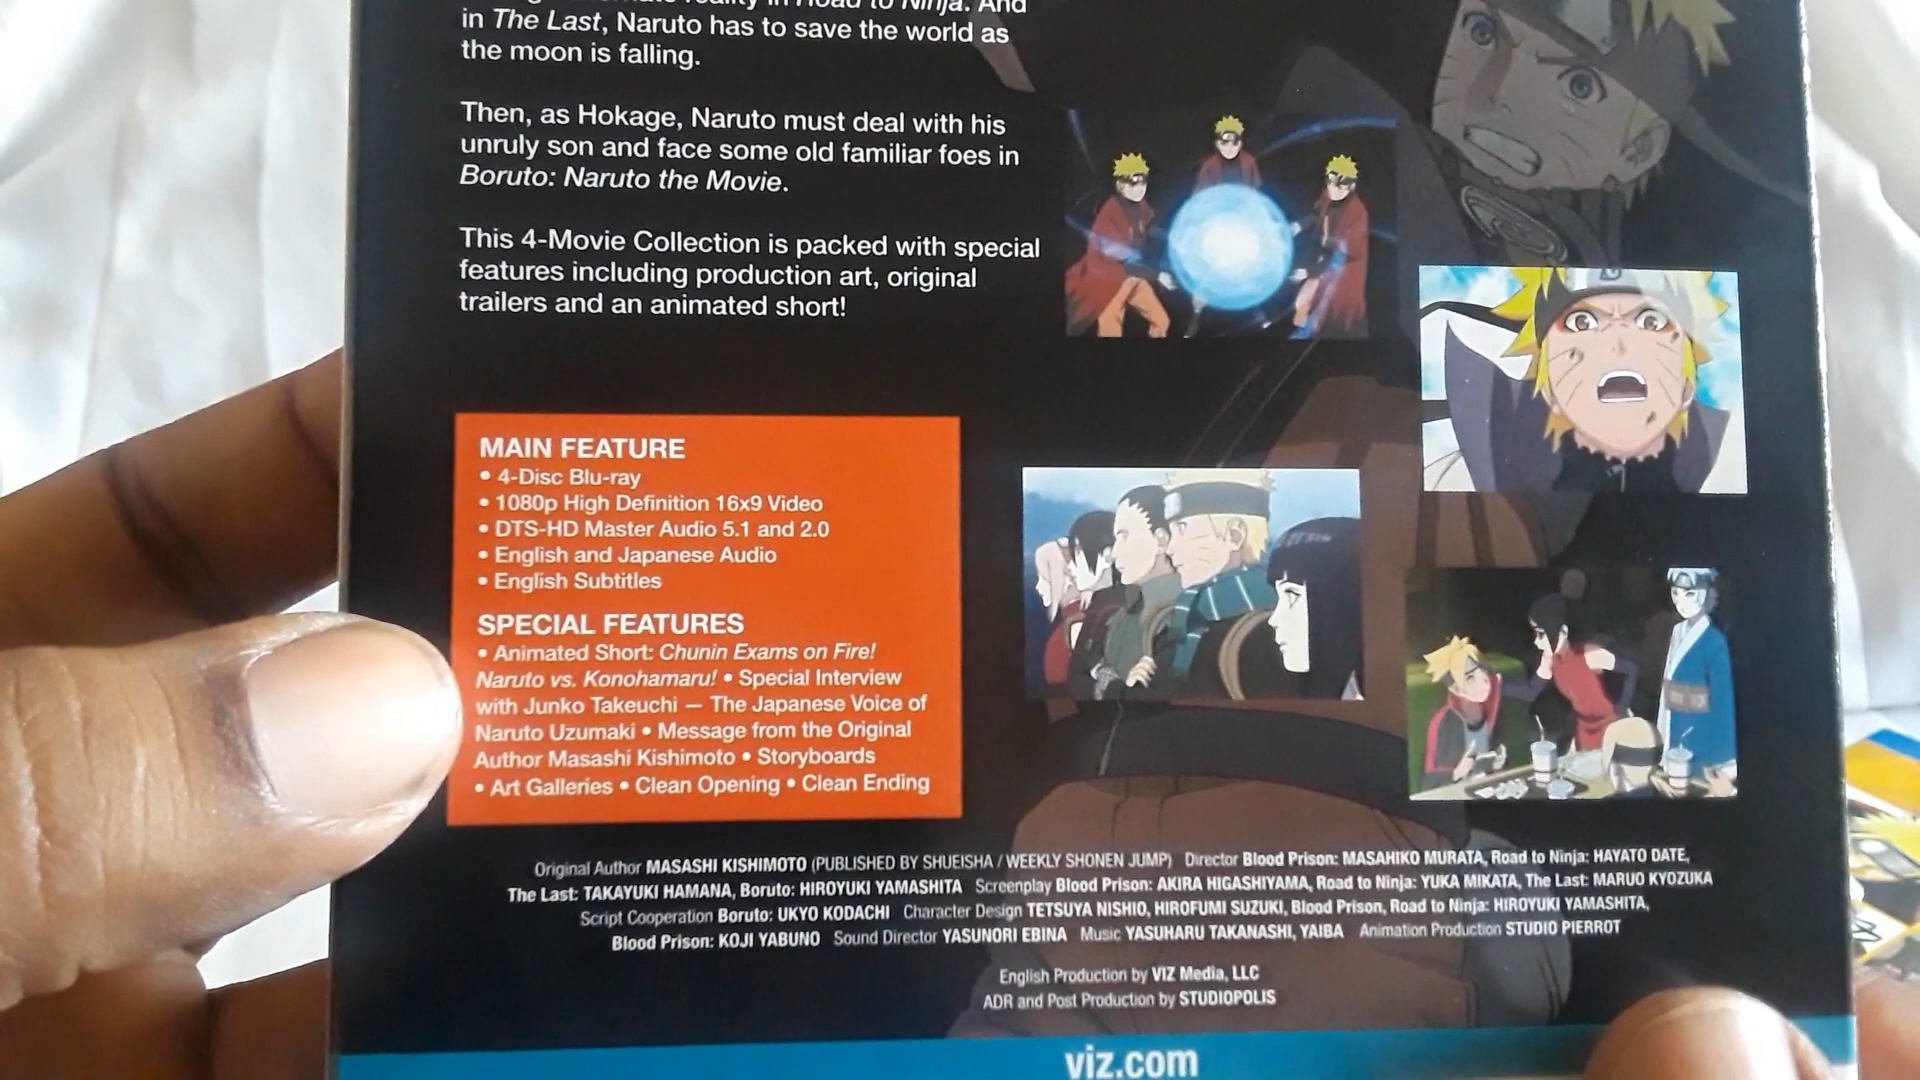 reality in Road to Ninja. And
in The Last, Naruto has to save the world as
the moon is falling.
Then, as Hokage, Naruto must deal with his
unruly son and face some old familiar foes in
Boruto: Naruto the Movie.
This 4-Movie Collection is packed with special
features including production art, original
trailers and an animated short!
MAIN FEATURE
• 4-Disc Blu-ray
• 1080p High Definition 16x9 Video
• DTS-HD Master Audio 5.1 and 2.0
• English and Japanese Audio
• English Subtitles
SPECIAL FEATURES
• Animated Short: Chunin Exams on Fire!
Naruto vs. Konohamaru! • Special Interview
with Junko Takeuchi — The Japanese Voice of
Naruto Uzumaki • Message from the Original
Author Masashi Kishimoto • Storyboards
• Art Galleries • Clean Opening • Clean Ending
Original Author MASASHI KISHIMOTO (PUBLISHED BY SHUEISHA / WEEKLY SHONEN JUMP) Director Blood Prison: MASAHIKO MURATA, Road to Ninja: HAYATO DATE,
The Last: TAKAYUKI HAMANA, Boruto: HIROYUKI YAMASHITA Screenplay Blood Prison: AKIRA HIGASHIYAMA, Road to Ninja: YUKA MIKATA, The Last: MARUO KYOZUKA
Script Cooperation Boruto: UKYO KODACHI Character Design TETSUYA NISHIO, HIROFUMI SUZUKI, Blood Prison, Road to Ninja: HIROYUKI YAMASHITA,
Blood Prison: KOJI YABUNO Sound Director YASUNORI EBINA Music YASUHARU TAKANASHI, YAIBA Animation Production STUDIO PIERROT
English Production by VIZ Media, LLC
ADR and Post Production by STUDIOPOLIS
viz.com